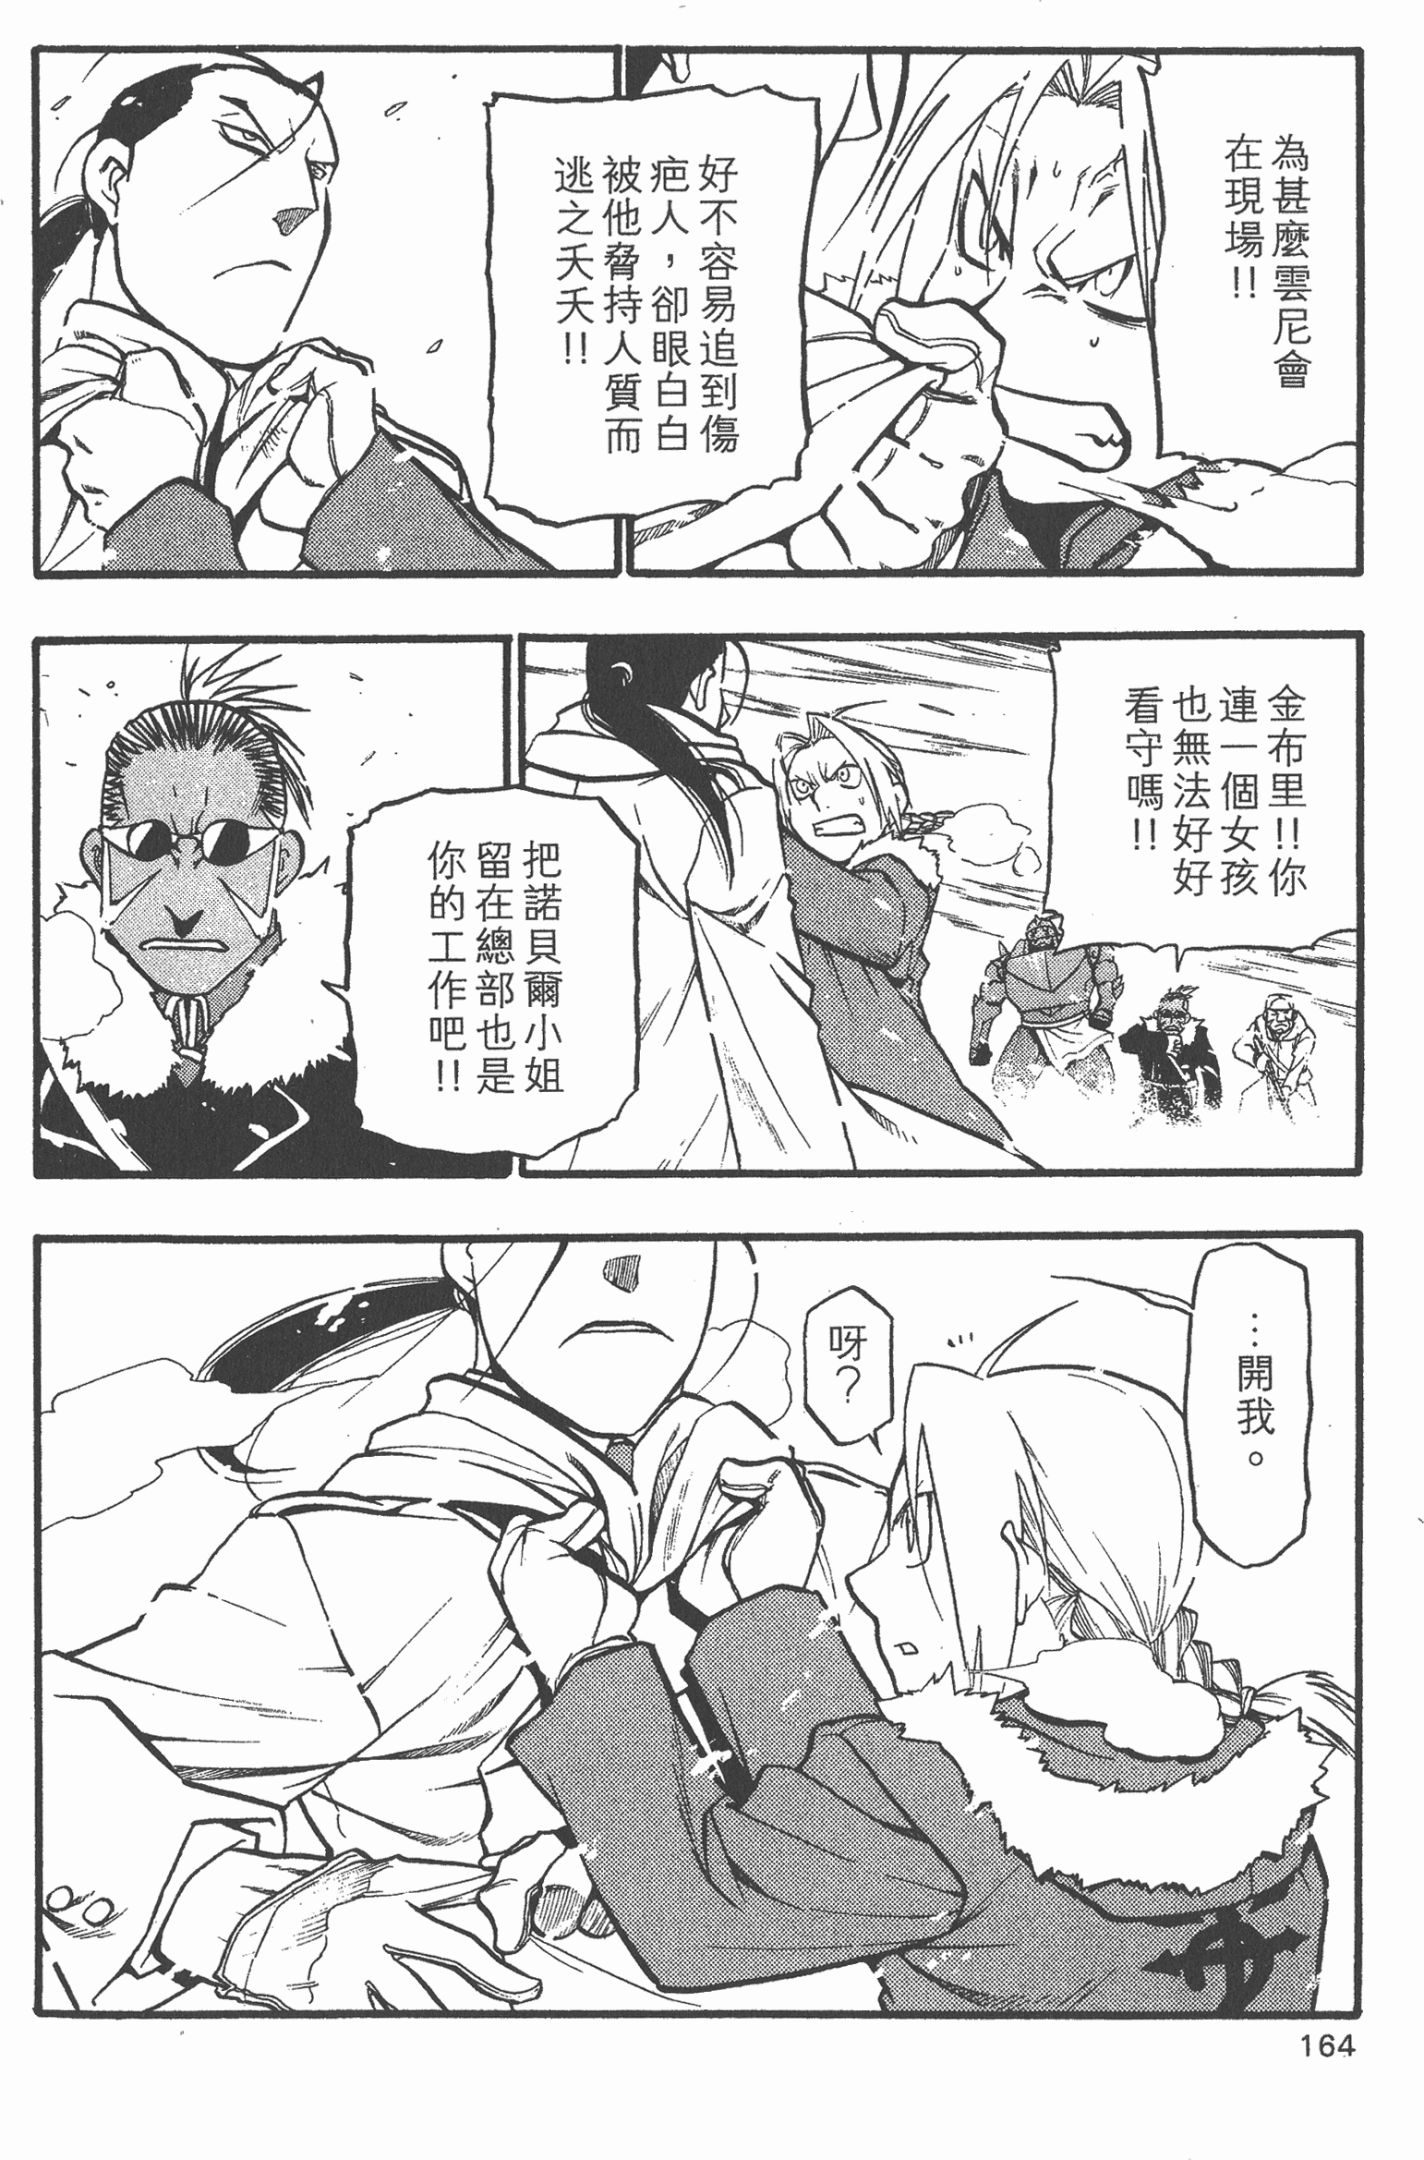 為甚麼雲尼會
在現場!!
好不容易追到傷
疤人，卻眼白白
被他脅持人質而
逃之夭夭!!
金布里!!你
連一個女孩
也無法好好
看守嗎!!
把諾貝爾小姐
留在總部也是
你的工作吧!!
…開我。
呀？
164